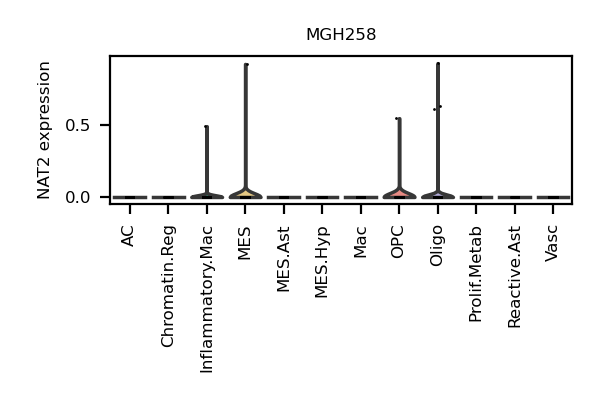 MGH258
NAT2 expression
0.5
0.0
AC
Chromatin.Reg
Inflammatory.Mac
MES
MES.Ast
MES.Hyp
Mac
OPC
Oligo
Prolif.Metab
Reactive.Ast
Vasc